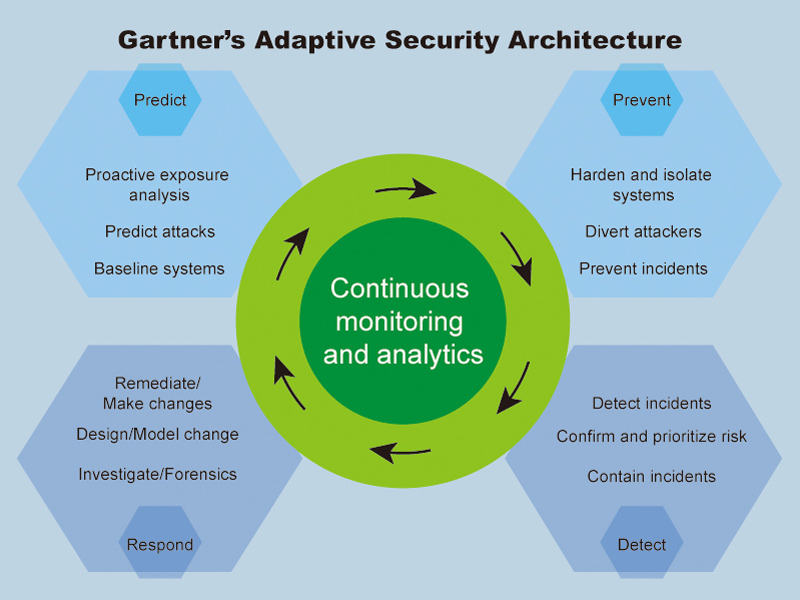 Gartner’s Adaptive Security Architecture
Predict
Proactive exposure
analysis
Predict attacks
Baseline systems
Prevent
Harden and isolate
systems
Divert attackers
Prevent incidents
Continuous
monitoring
and analytics
Remediate/
Make changes
Design/Model change
Investigate/Forensics
Respond
Detect incidents
Confirm and prioritize risk
Contain incidents
Detect